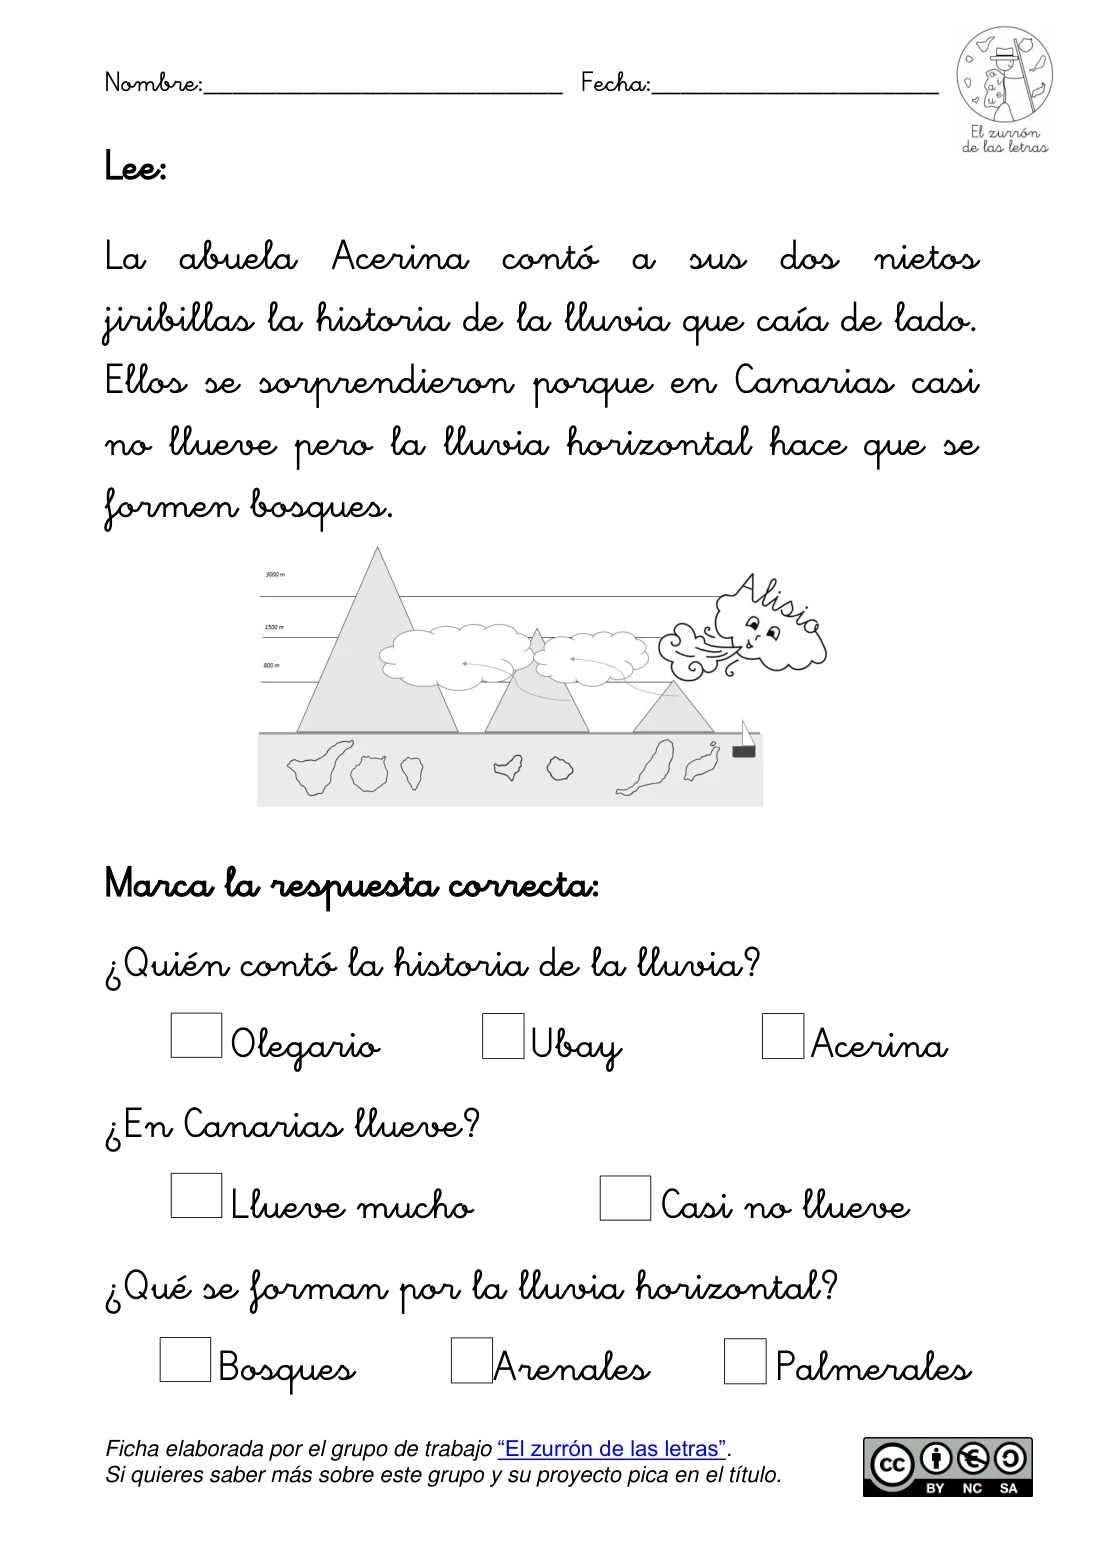 Nombre:__________________________ Fecha:_____________________
El zurrón
de las letras
Lee:
La abuela Acerina contó a sus dos nietos
jiribillas la historia de la lluvia que caía de lado.
Ellos se sorprendieron porque en Canarias casi
no llueve pero la lluvia horizontal hace que se
formen bosques.
3000 m
Alisio
1500 m
800 m
Marca la respuesta correcta:
¿Quién contó la historia de la lluvia?
Olegario Ubay Acerina
¿En Canarias llueve?
Llueve mucho Casi no llueve
¿Qué se forman por la lluvia horizontal?
Bosques Arenales Palmerales
Ficha elaborada por el grupo de trabajo “El zurrón de las letras”.
Si quieres saber más sobre este grupo y su proyecto pica en el título.
cc BY NC SA